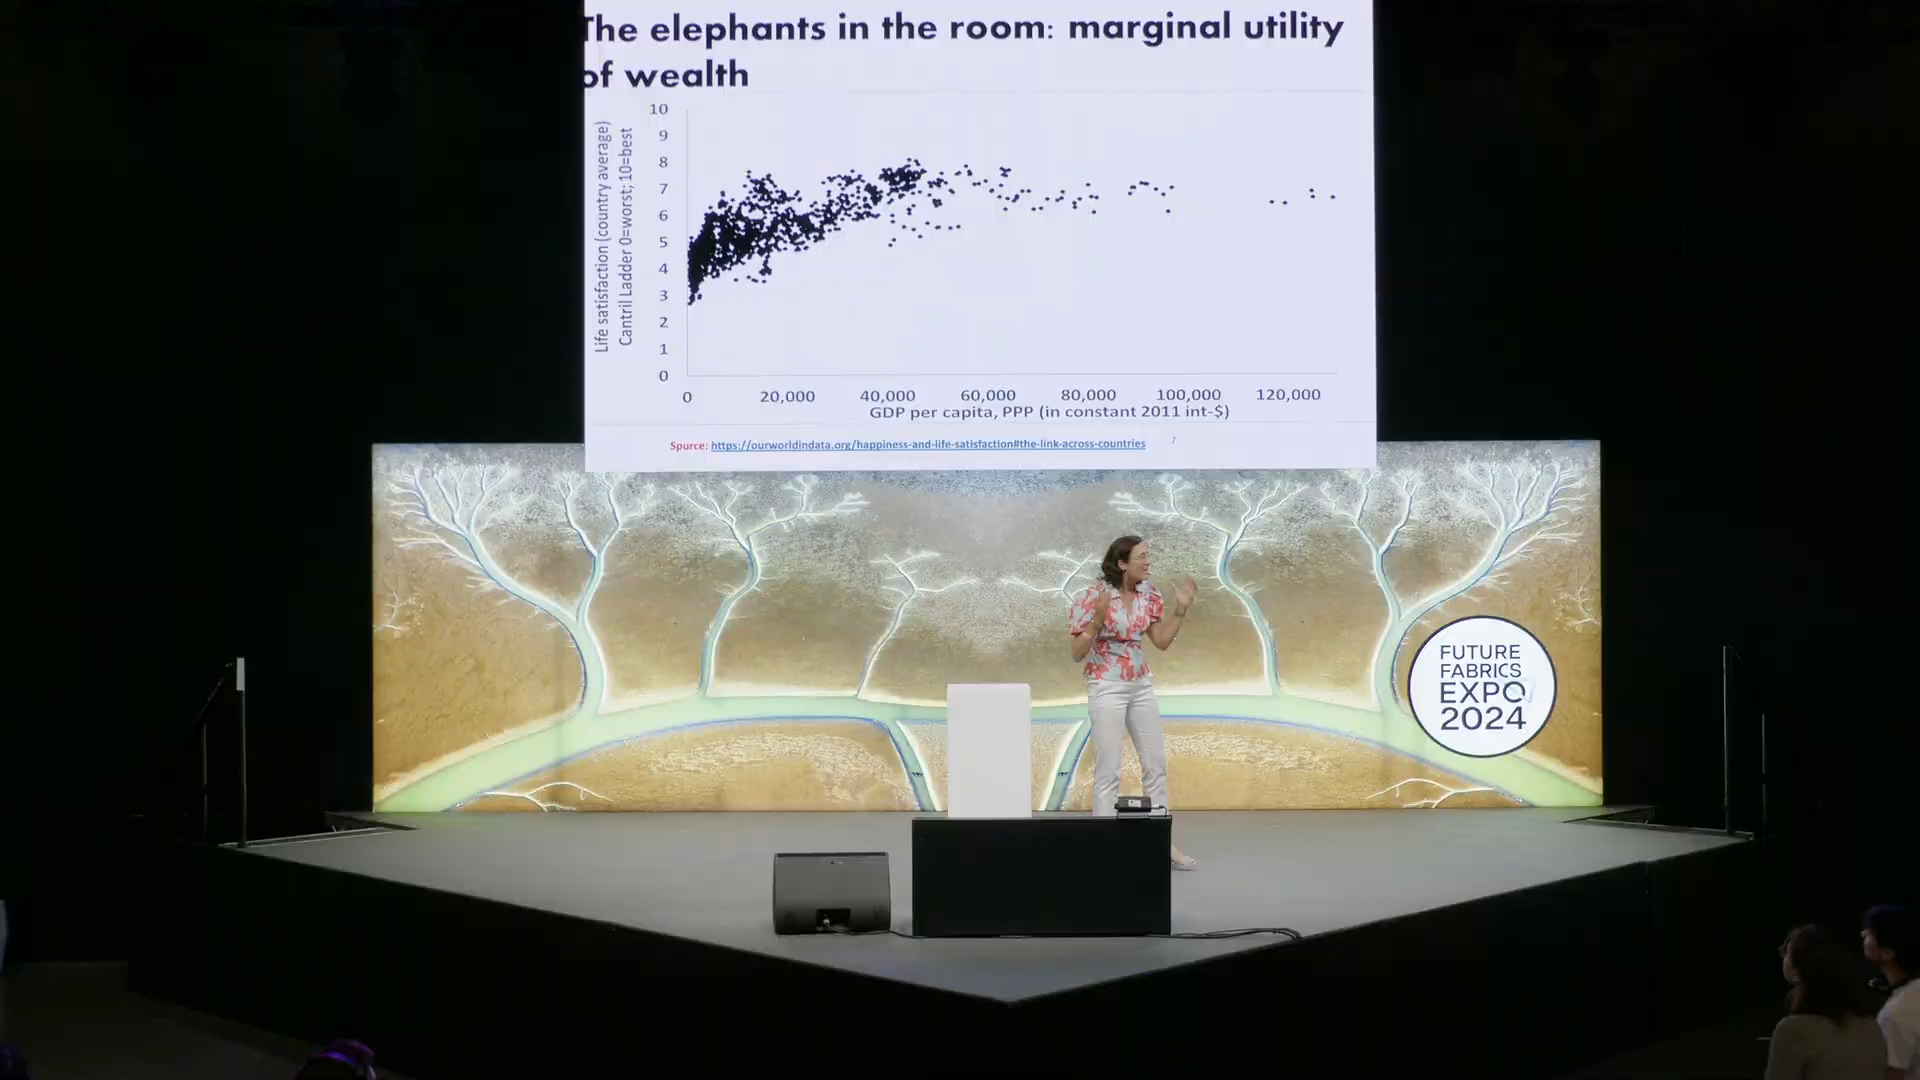 The elephants in the room: marginal utility
of wealth
Life satisfaction (country average)
Cantril Ladder 0=worst; 10=best
10
9
8
7
6
5
4
3
2
1
0
0 20,000 40,000 60,000 80,000 100,000 120,000
GDP per capita, PPP (in constant 2011 int-$)
Spurce: https://ourworldindata.org/happiness-and-life-satisfaction#the-link-across-countries
7
FUTURE
FABRICS
EXPO
2024